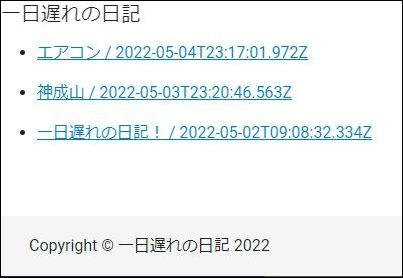 一日遅れの日記
エアコン / 2022-05-04T23:17:01.972Z
神成山 / 2022-05-03T23:20:46.563Z
一日遅れの日記！ / 2022-05-02T09:08:32.334Z
Copyright © 一日遅れの日記 2022